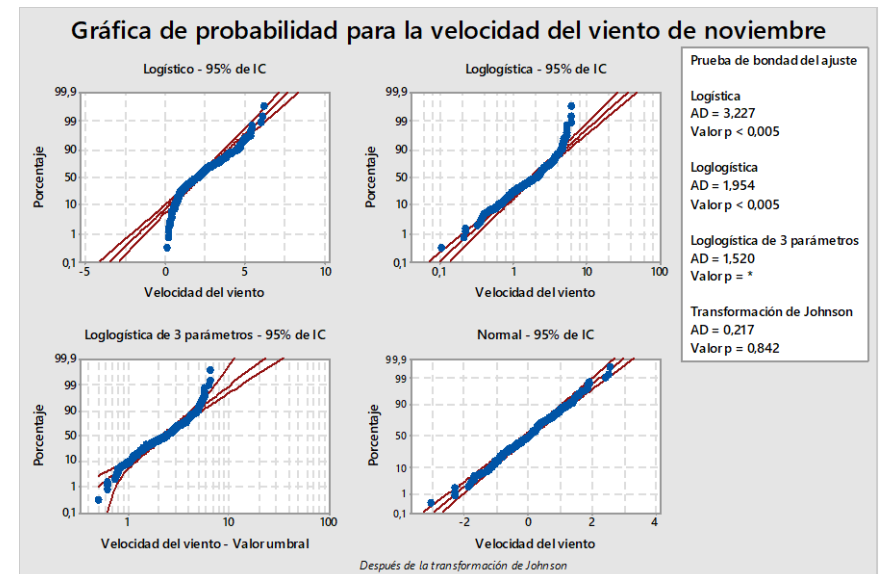 Gráfica de probabilidad para la velocidad del viento de noviembre
Logístico - 95% de IC
99,9
99
90
50
10
1
0,1
Porcentaje
-5
0
5
10
Velocidad del viento
Loglogística - 95% de IC
99,9
99
90
50
10
1
0,1
Porcentaje
0,1
1
10
100
Velocidad del viento
Loglogística de 3 parámetros - 95% de IC
99,9
99
90
50
10
1
0,1
Porcentaje
1
10
100
Velocidad del viento - Valor umbral
Normal - 95% de IC
99,9
99
90
50
10
1
0,1
Porcentaje
-2
0
2
4
Velocidad del viento
Después de la transformación de Johnson
Prueba de bondad del ajuste
Logística
AD = 3,227
Valor p < 0,005
Loglogística
AD = 1,954
Valor p < 0,005
Loglogística de 3 parámetros
AD = 1,520
Valor p = *
Transformación de Johnson
AD = 0,217
Valor p = 0,842